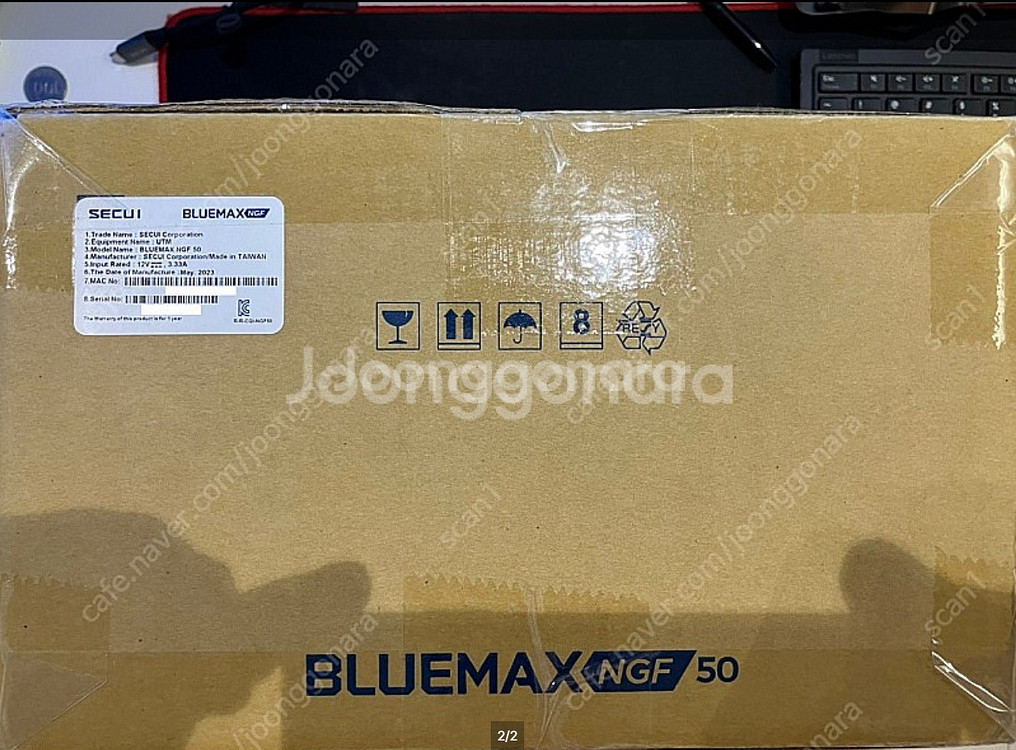 SECUI BLUEMAX NGF
1.Trade Name : SECUI Corporation
2.Equipment Name : UTM
3.Model Name : BLUEMAX NGF 50
4.Manufacturer : SECUI Corporation/Made in TAIWAN
5.Input Rated : 12V , 3.33A
6.The Date of Manufacture : May. 2023
7.MAC No:
8.Serial No:
The Warranty of this product is for 1 year
8
Joonggonara
cafe.naver.com/joonggonara
scan1
BLUEMAX NGF 50
2/2